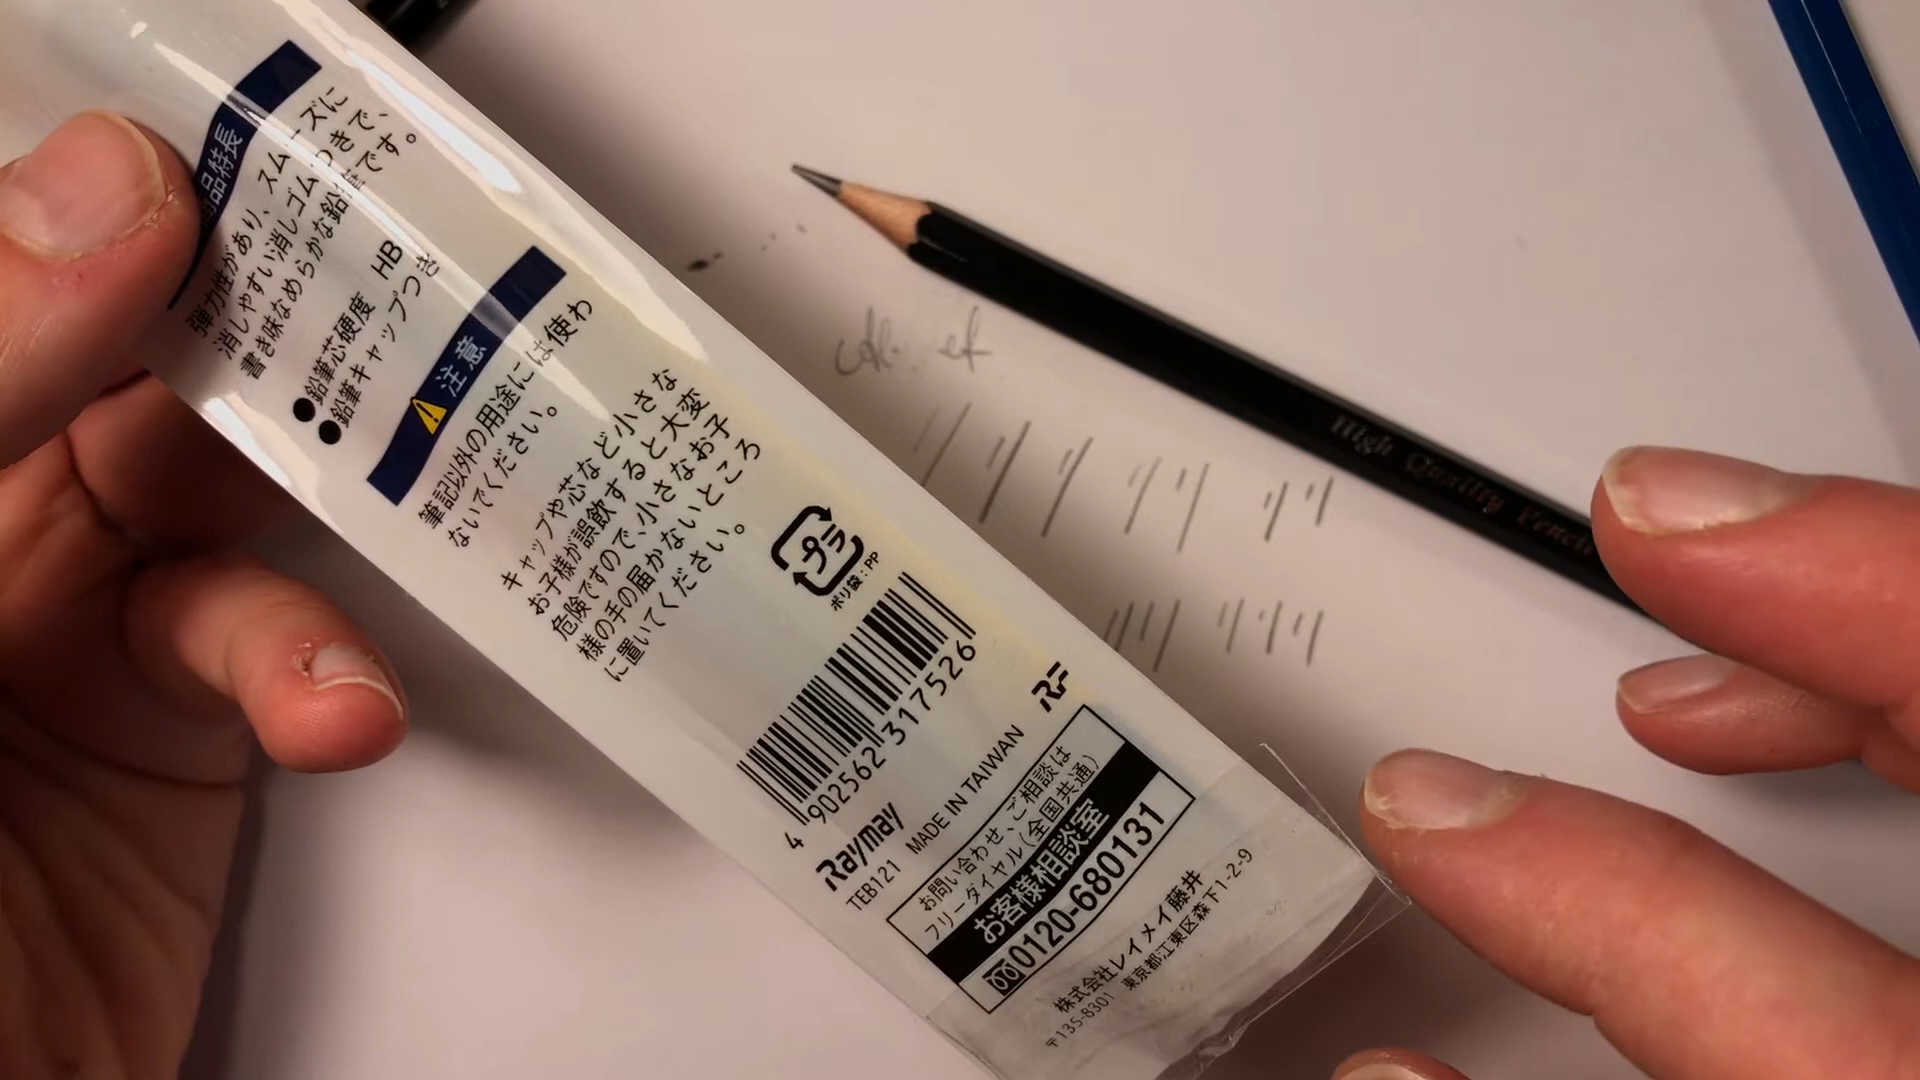 品特長
弾力性があり、スムーズに
消しやすい消しゴムつきで、
書き味なめらかな鉛筆です。
●鉛筆芯硬度 HB
●鉛筆キャップつき
注意
筆記以外の用途には使わ
ないでください。
キャップや芯など小さな
お子様が誤飲すると大変
危険ですので、小さなお子
様の手の届かないところ
に置いてください。
プラ
ポリ袋:PP
4 902562 317526
RF
Raymay
TEB121 MADE IN TAIWAN
お問い合わせ、ご相談は
フリーダイヤル(全国共通)
お客様相談室
0120-680131
株式会社レイメイ藤井
〒135-8301 東京都江東区森下1-2-9
High Quality Pencil